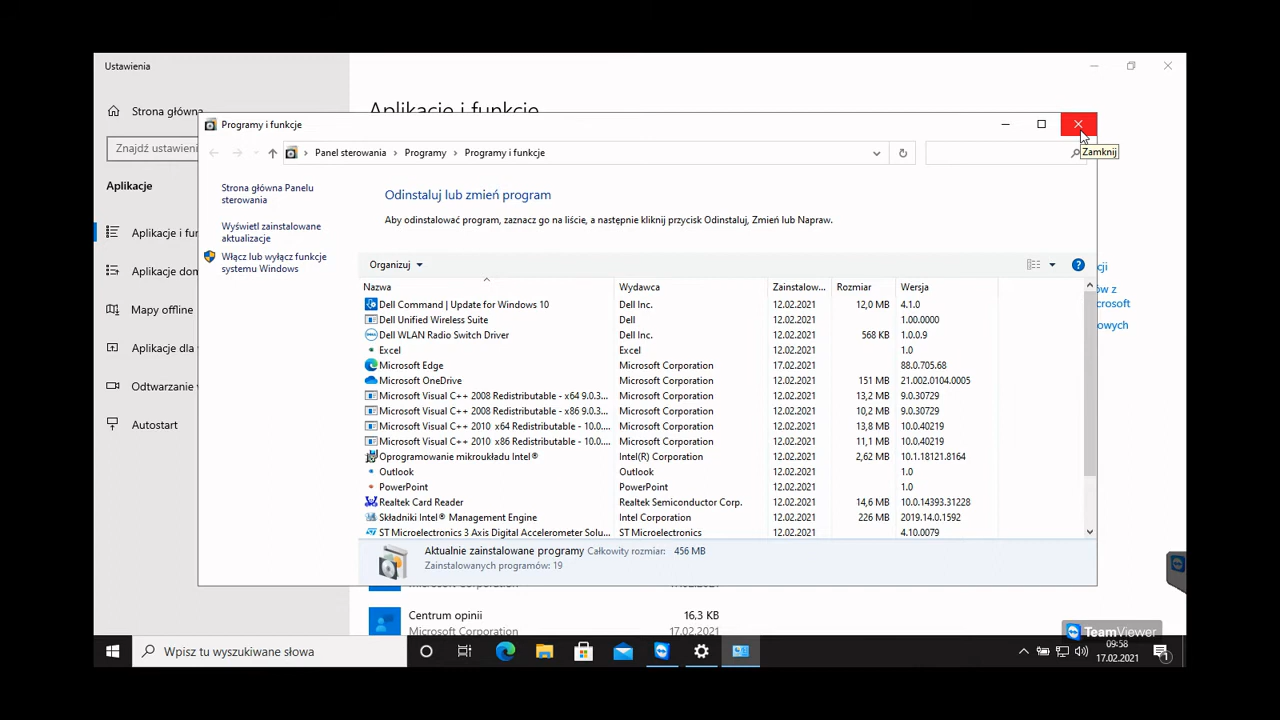 Ustawienia
Strona główna
Aplikacje i funkcje
Znajdź ustawieni
Aplikacje
Aplikacje i fun
Aplikacje dom
Mapy offline
Aplikacje dla
Odtwarzanie
Autostart
Programy i funkcje
Panel sterowania > Programy > Programy i funkcje
Zamknij
Strona główna Panelu
sterowania
Wyświetl zainstalowane
aktualizacje
Włącz lub wyłącz funkcje
systemu Windows
Odinstaluj lub zmień program
Aby odinstalować program, zaznacz go na liście, a następnie kliknij przycisk Odinstaluj, Zmień lub Napraw.
Organizuj
Nazwa Wydawca Zainstalow... Rozmiar Wersja
Dell Command | Update for Windows 10 Dell Inc. 12.02.2021 12,0 MB 4.1.0
Dell Unified Wireless Suite Dell 12.02.2021 1.00.0000
Dell WLAN Radio Switch Driver Dell Inc. 12.02.2021 568 KB 1.0.0.9
Excel Excel 12.02.2021 1.0
Microsoft Edge Microsoft Corporation 17.02.2021 88.0.705.68
Microsoft OneDrive Microsoft Corporation 12.02.2021 151 MB 21.002.0104.0005
Microsoft Visual C++ 2008 Redistributable - x64 9.0.3... Microsoft Corporation 12.02.2021 13,2 MB 9.0.30729
Microsoft Visual C++ 2008 Redistributable - x86 9.0.3... Microsoft Corporation 12.02.2021 10,2 MB 9.0.30729
Microsoft Visual C++ 2010 x64 Redistributable - 10.0.... Microsoft Corporation 12.02.2021 13,8 MB 10.0.40219
Microsoft Visual C++ 2010 x86 Redistributable - 10.0.... Microsoft Corporation 12.02.2021 11,1 MB 10.0.40219
Oprogramowanie mikroukładu Intel® Intel(R) Corporation 12.02.2021 2,62 MB 10.1.18121.8164
Outlook Outlook 12.02.2021 1.0
PowerPoint PowerPoint 12.02.2021 1.0
Realtek Card Reader Realtek Semiconductor Corp. 12.02.2021 14,6 MB 10.0.14393.31228
Składniki Intel® Management Engine Intel Corporation 12.02.2021 226 MB 2019.14.0.1592
ST Microelectronics 3 Axis Digital Accelerometer Solu... ST Microelectronics 12.02.2021 4.10.0079
Aktualnie zainstalowane programy Całkowity rozmiar: 456 MB
Zainstalowanych programów: 19
cji
ów z
crosoft
owych
Microsoft Corporation 17.02.2021
Centrum opinii 16,3 KB
Microsoft Corporation 17.02.2021
TeamViewer
Wpisz tu wyszukiwane słowa
09:58
17.02.2021
1